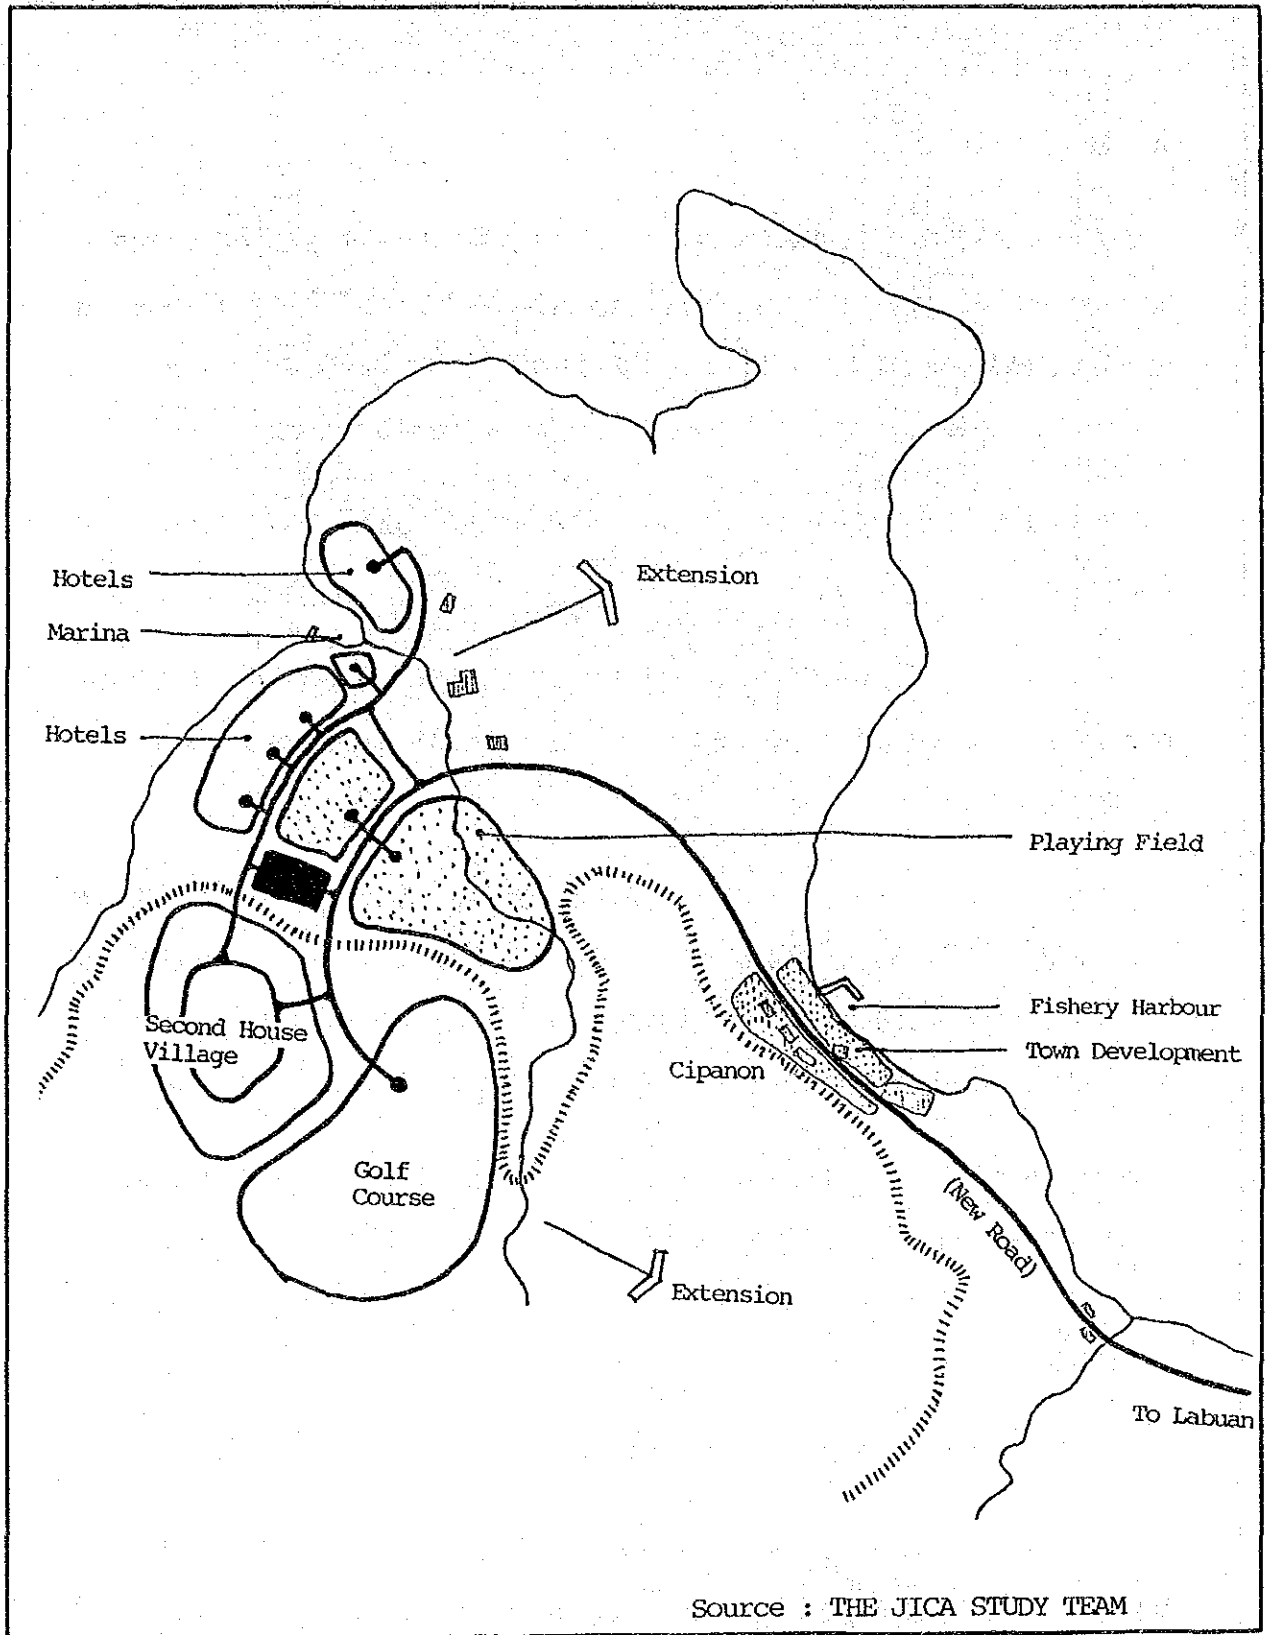 Hotels
Extension
Marina
Hotels
Playing Field
Fishery Harbour
Second House
Village
Town Development
Cipanon
Golf
Course
(New Road)
Extension
To Labuan
Source : THE JICA STUDY TEAM